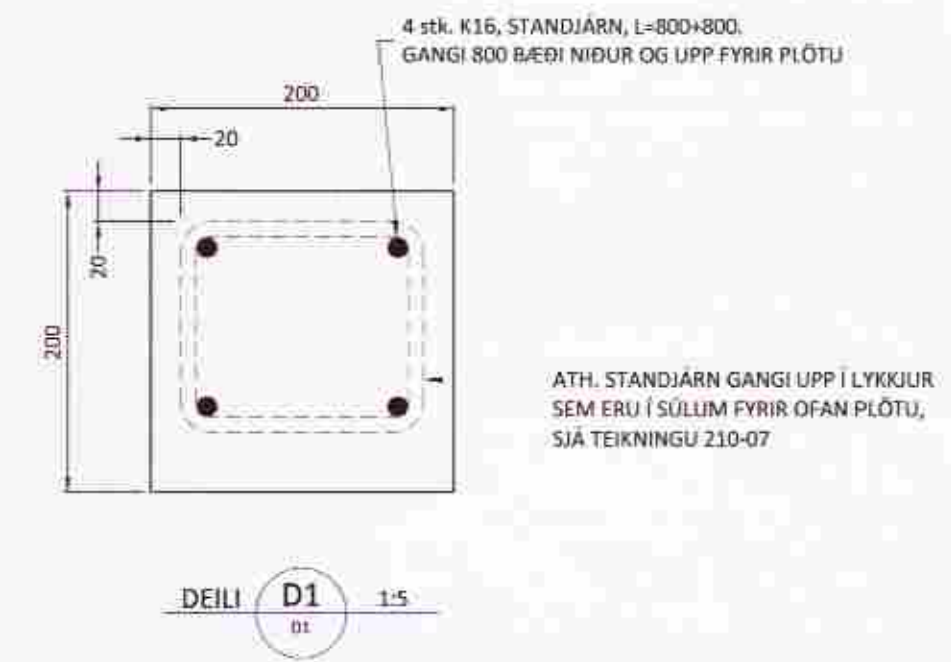 4 stk. K16, STANDJÁRN, L=800+800.
GANGI 800 BÆÐI NIÐUR OG UPP FYRIR PLÖTU
200
20
20
200
ATH. STANDJÁRN GANGI UPP Í LYKKJUR
SEM ERU Í SÚLUM FYRIR OFAN PLÖTU,
SJÁ TEIKNINGU 210-07
DEILI D1 1:5
D1